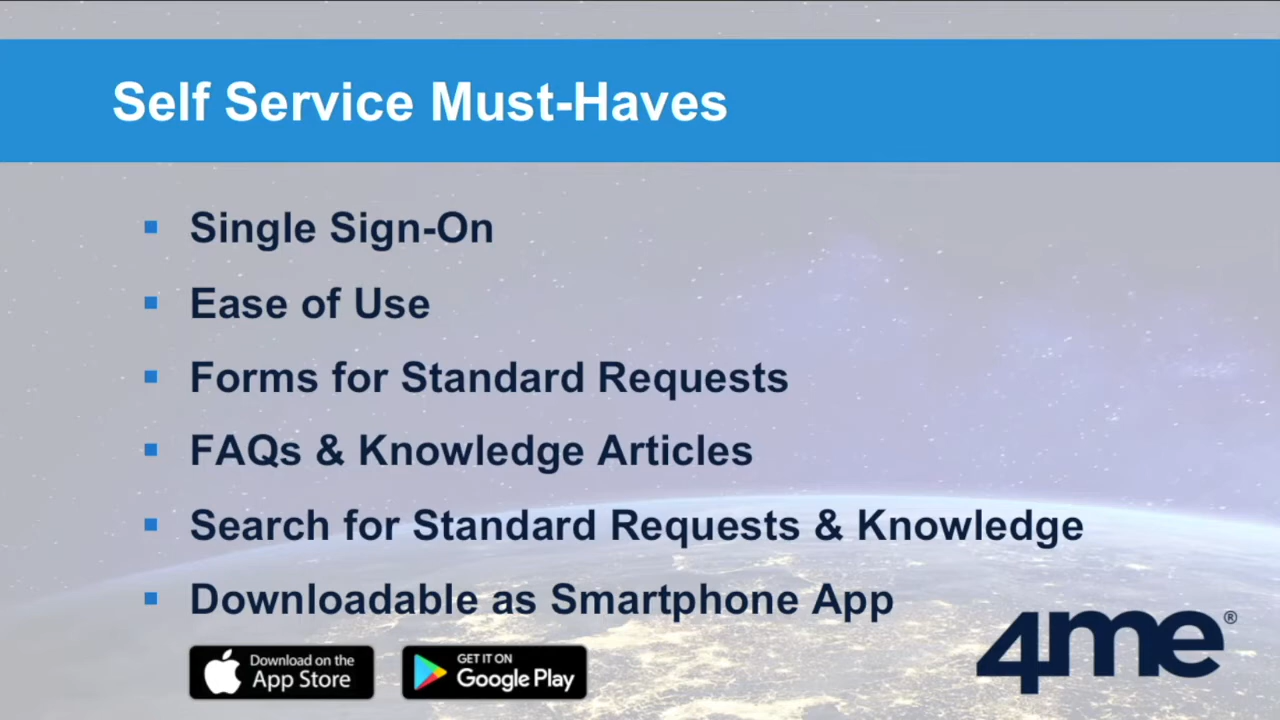 Self Service Must-Haves
Single Sign-On
Ease of Use
Forms for Standard Requests
FAQs & Knowledge Articles
Search for Standard Requests & Knowledge
Downloadable as Smartphone App
Download on the
App Store
GET IT ON
Google Play
4me®